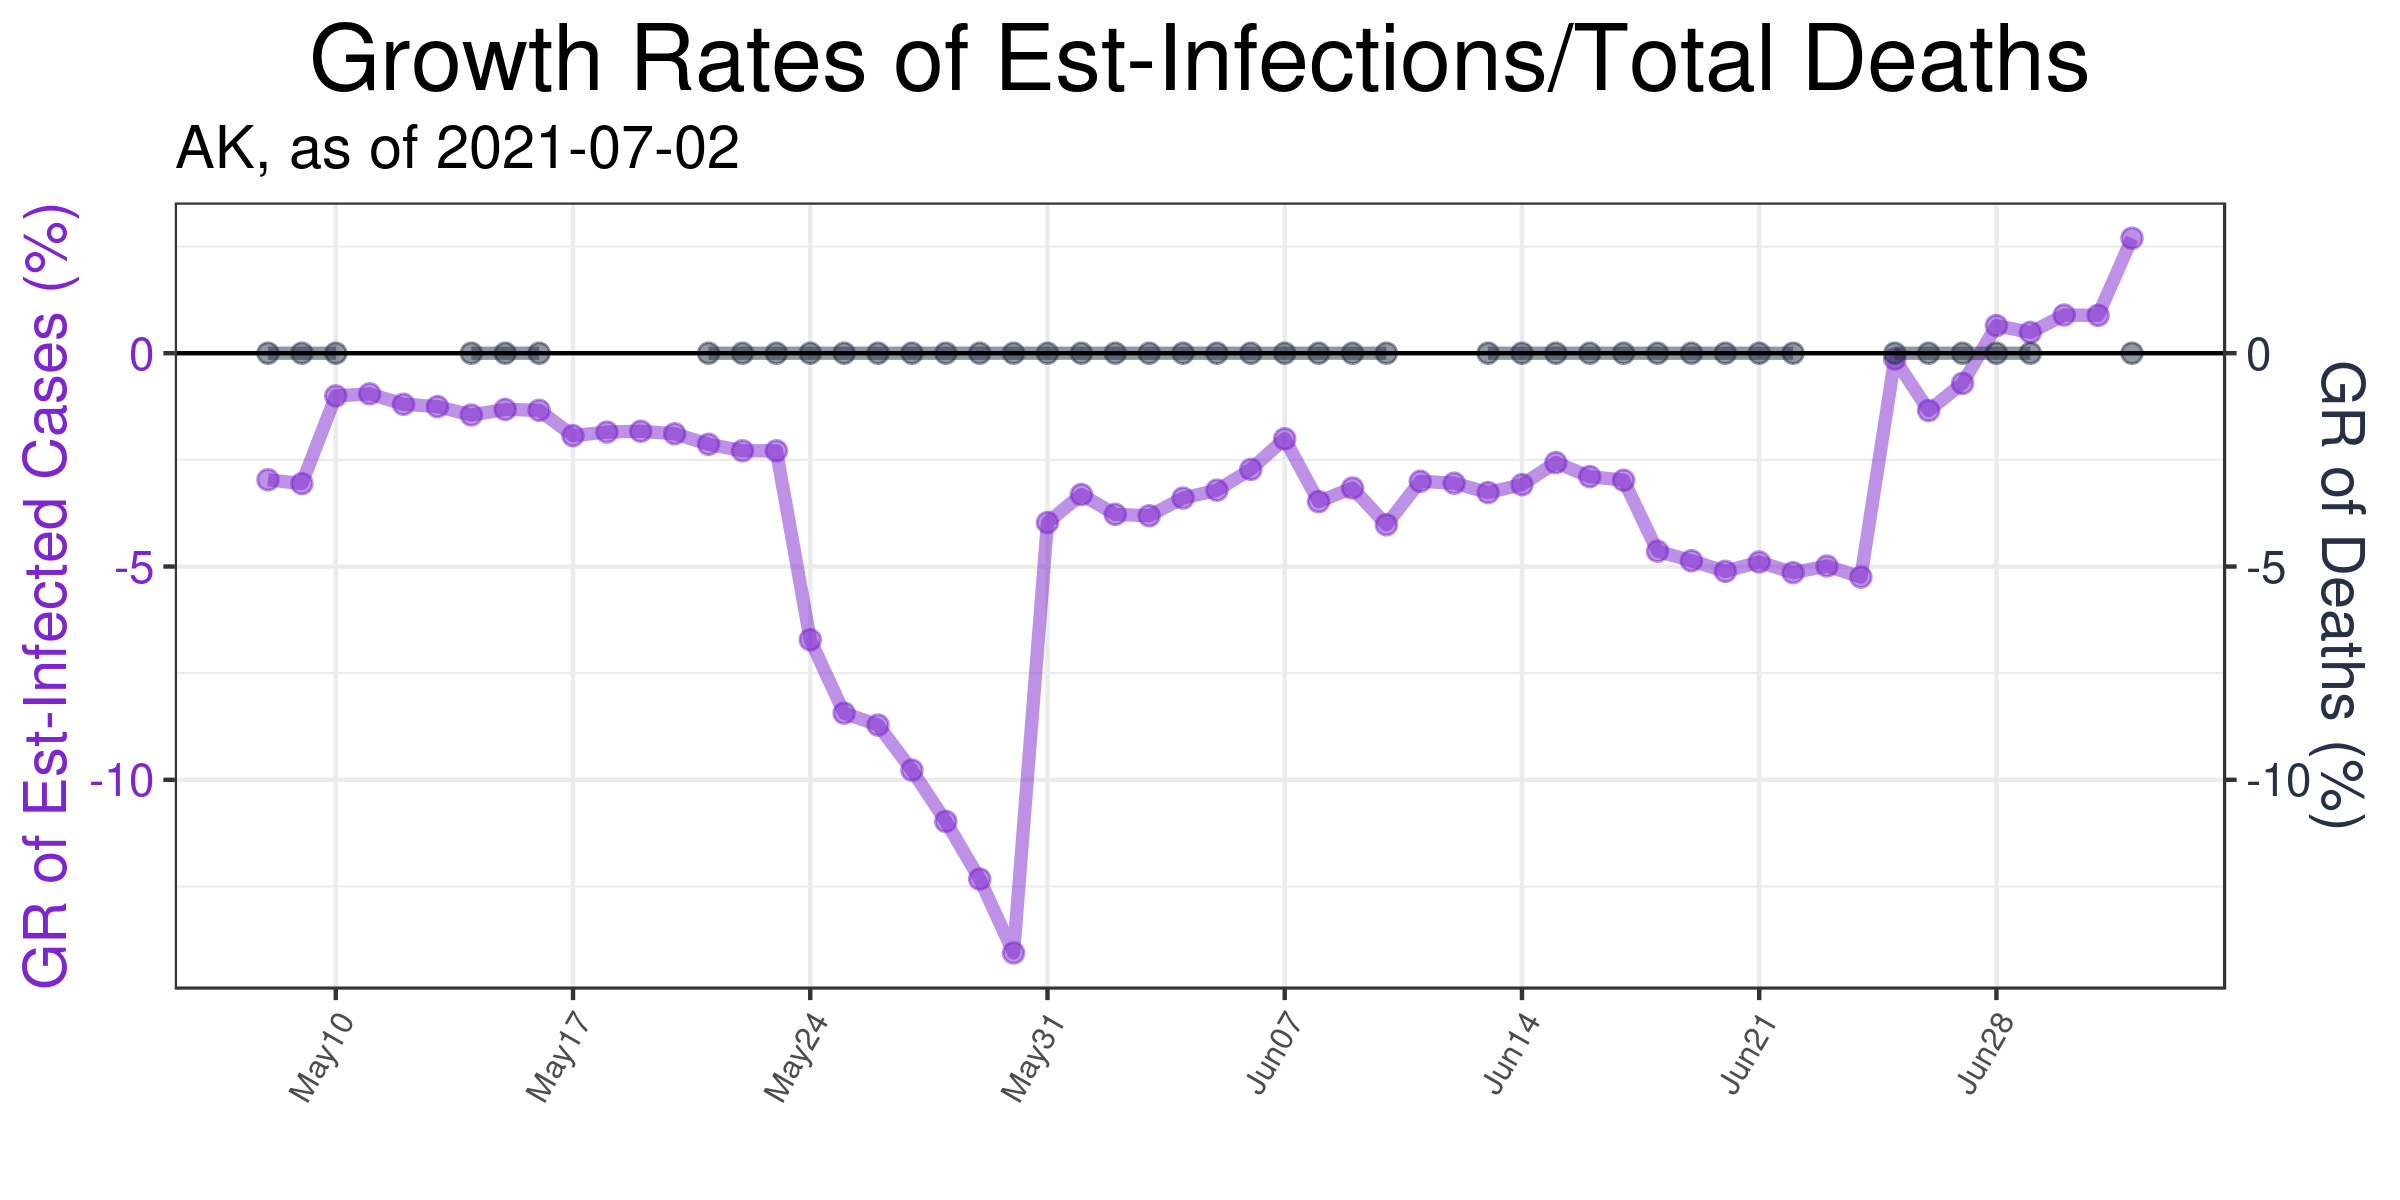 Growth Rates of Est-Infections/Total Deaths
AK, as of 2021-07-02
GR of Est-Infected Cases (%)
0
-5
-10
0
-5
-10
GR of Deaths (%)
May10
May17
May24
May31
Jun07
Jun14
Jun21
Jun28